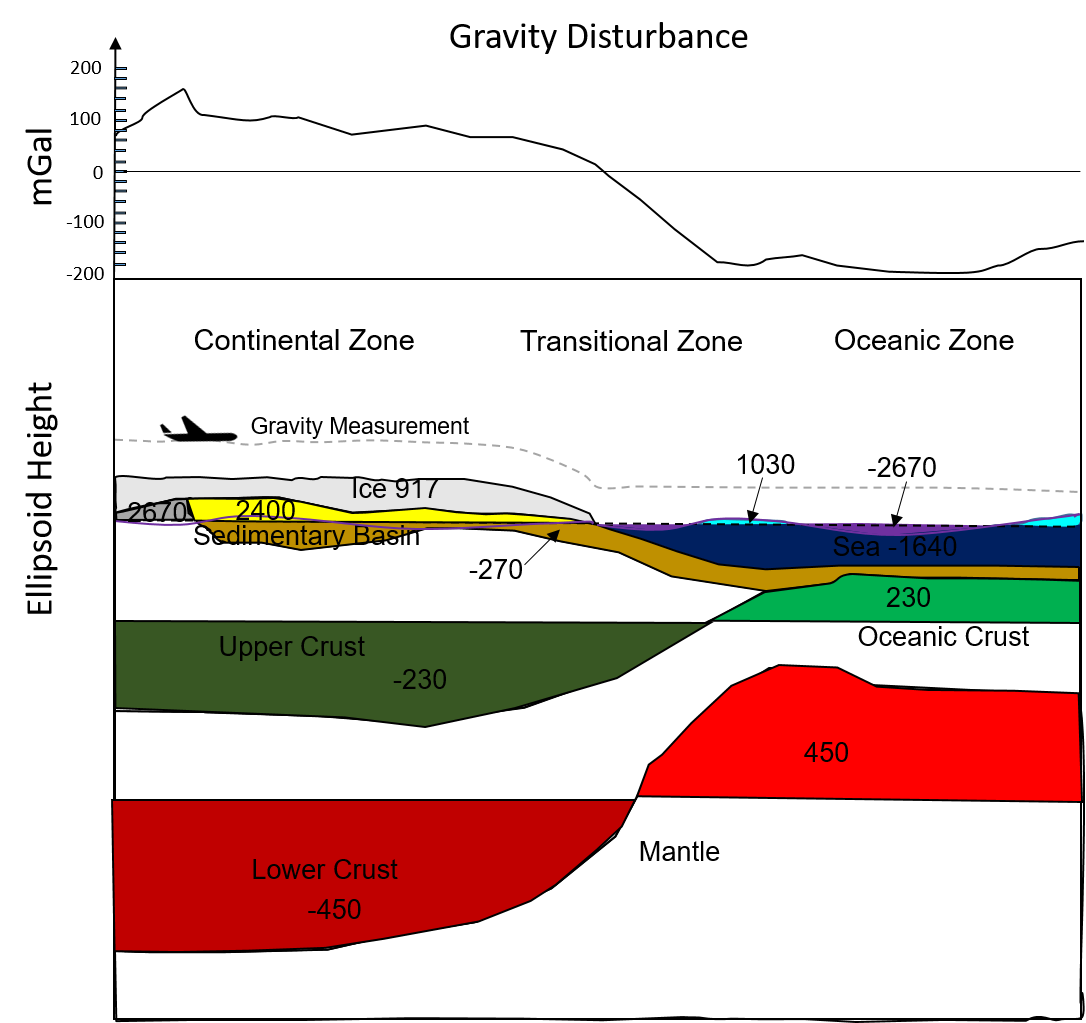 Gravity Disturbance
mGal
200
100
0
-100
-200
Continental Zone
Transitional Zone
Oceanic Zone
Ellipsoid Height
Gravity Measurement
1030
-2670
Ice 917
2670
2400
Sedimentary Basin
Sea -1640
-270
230
Upper Crust
Oceanic Crust
-230
450
Mantle
Lower Crust
-450